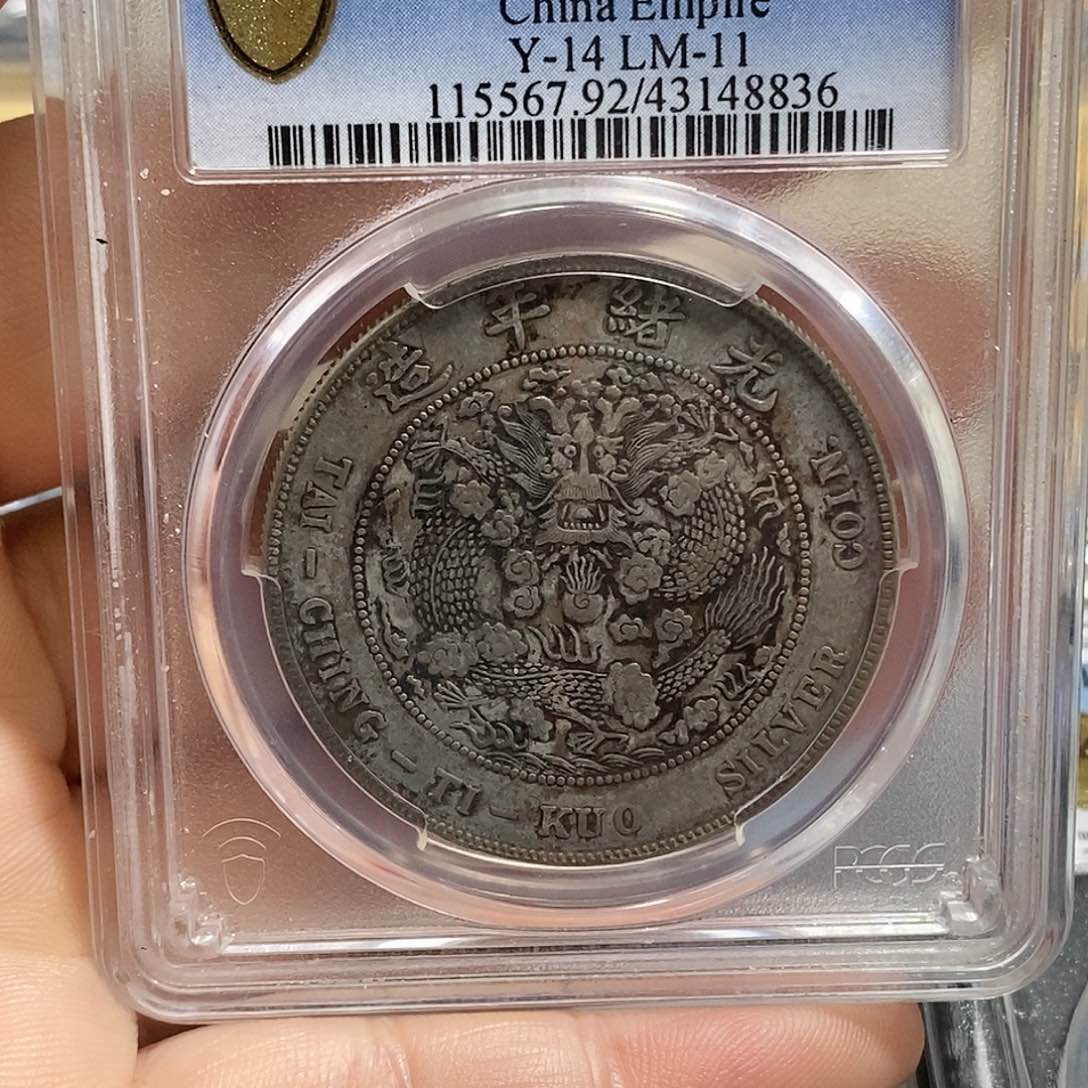 China Empire
Y-14 LM-11
115567.92/43148836
造年緒光
TAI-CHING-TI-KUO SILVER COIN.
PCGS